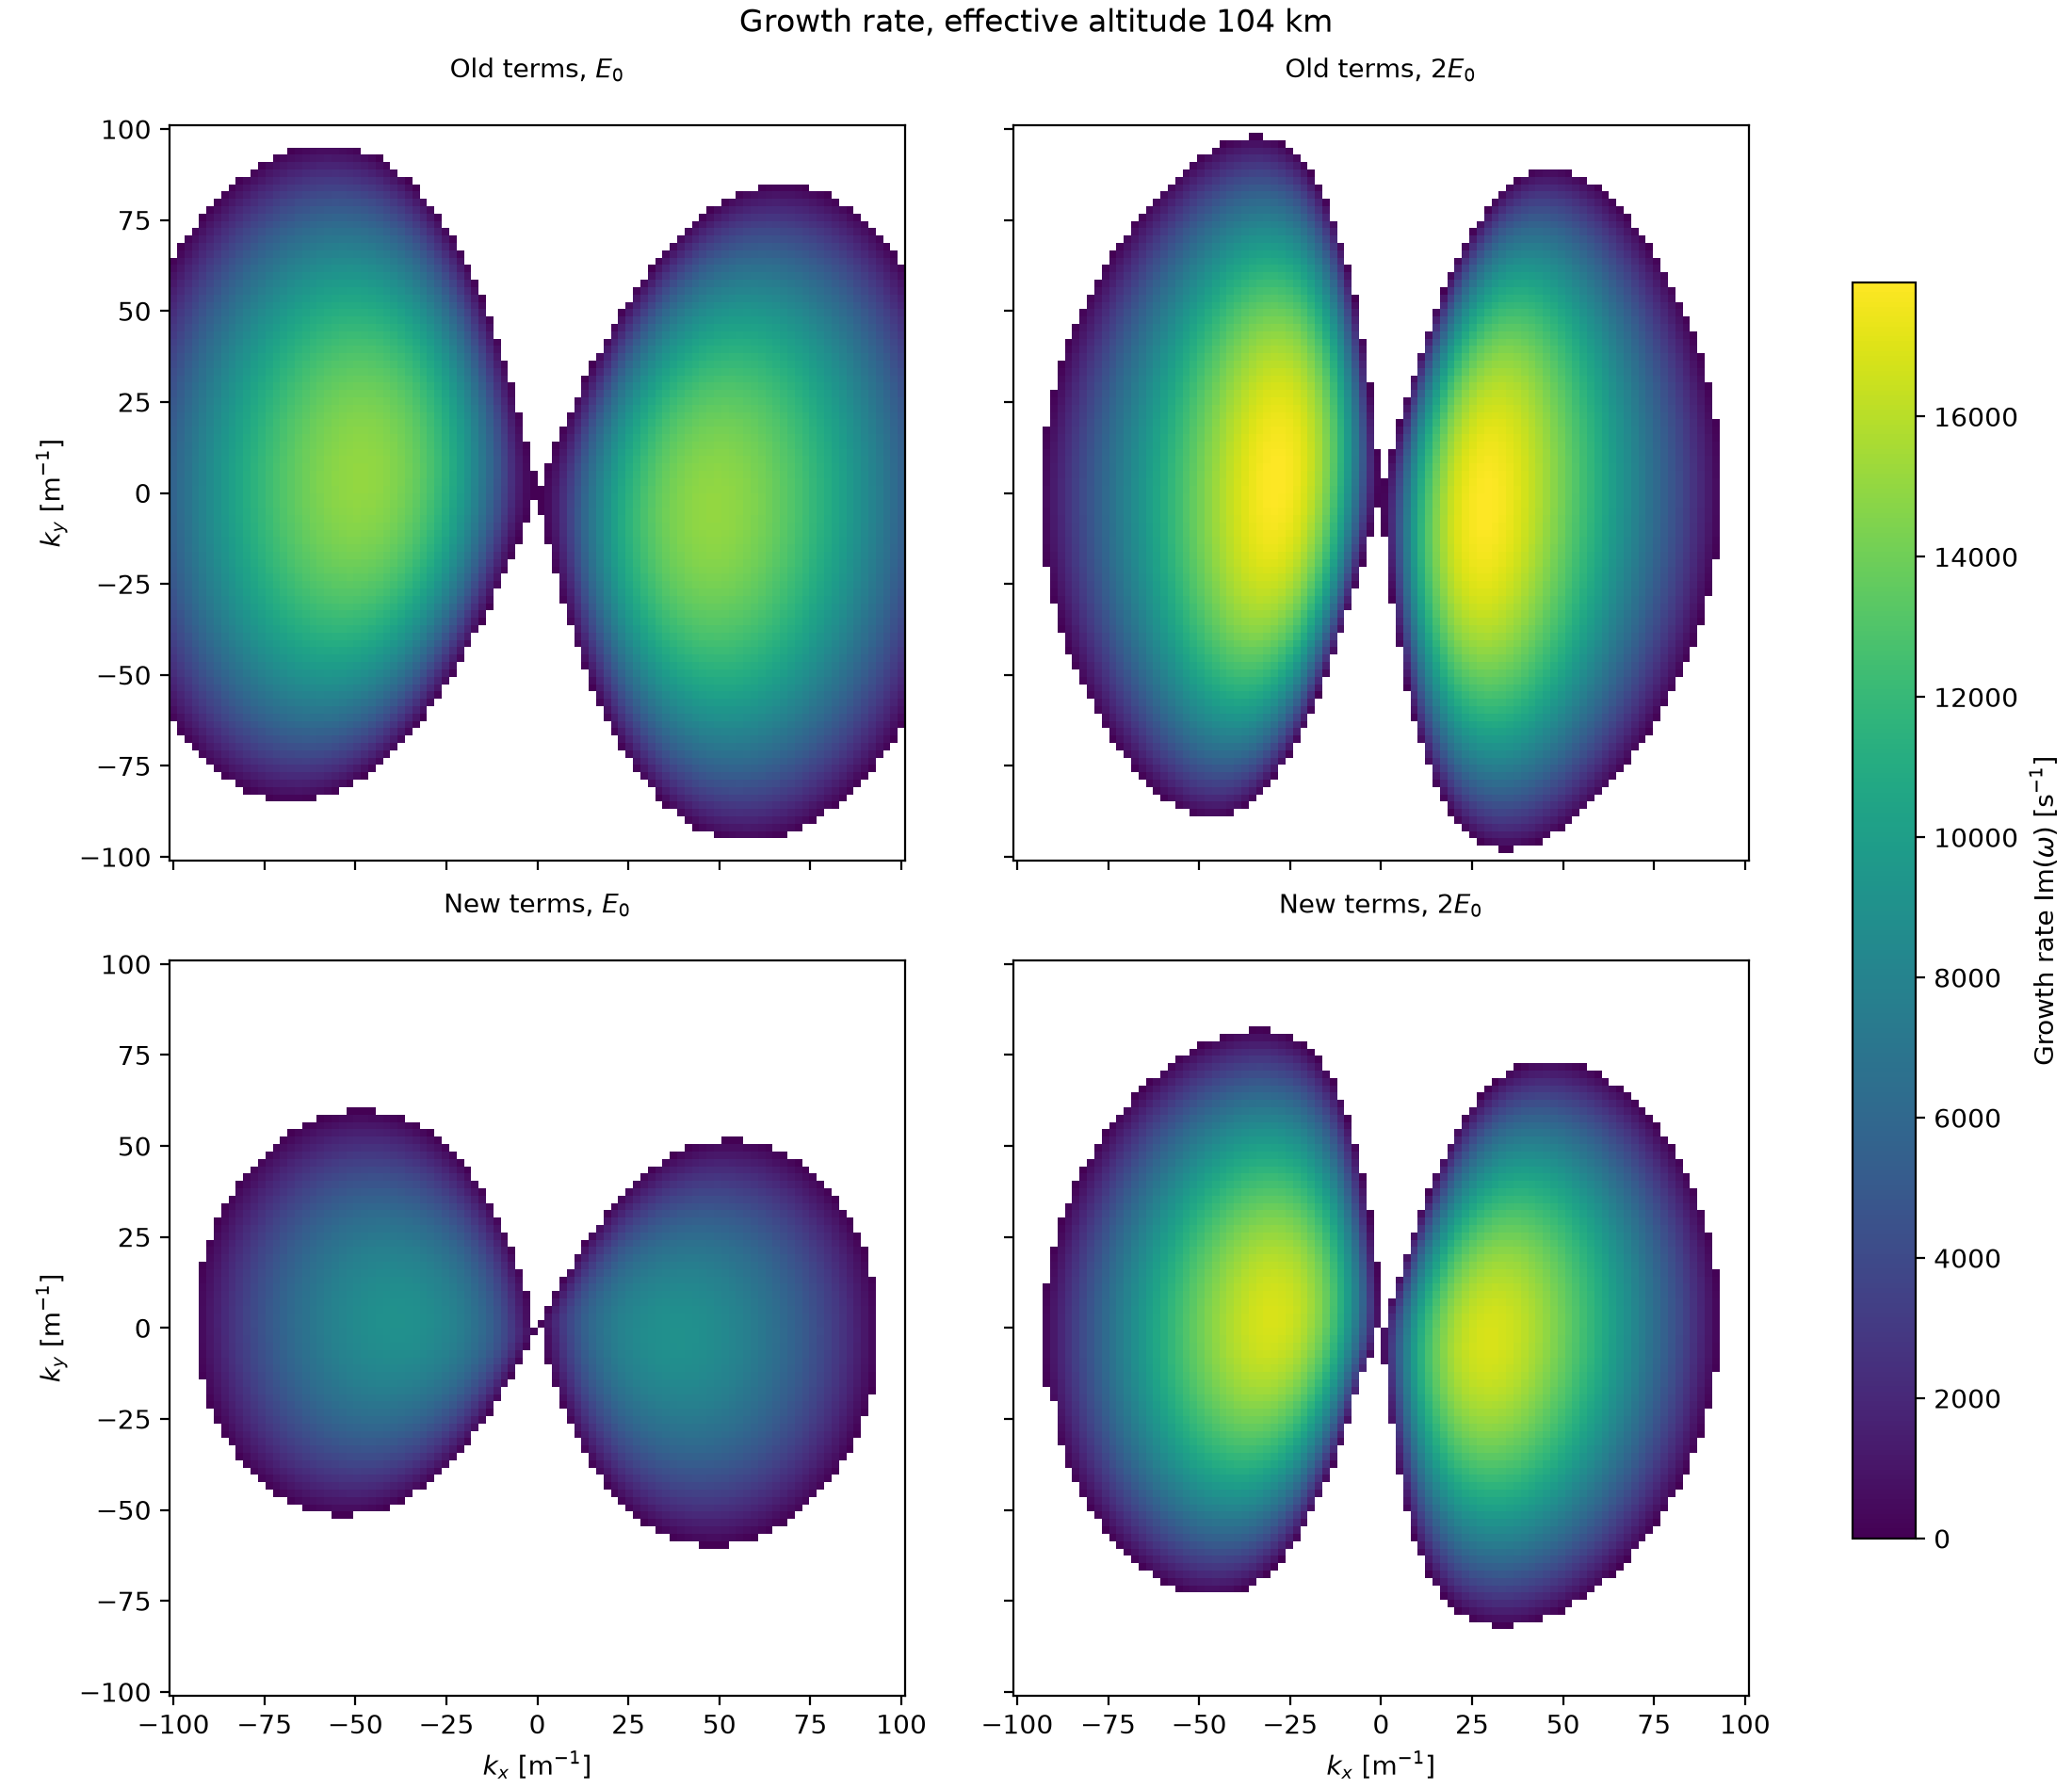 Growth rate, effective altitude 104 km
Old terms, E₀
Old terms, 2E₀
100
75
50
25
0
−25
−50
−75
−100
k_y [m⁻¹]
New terms, E₀
New terms, 2E₀
100
75
50
25
0
−25
−50
−75
−100
k_y [m⁻¹]
−100 −75 −50 −25 0 25 50 75 100
k_x [m⁻¹]
−100 −75 −50 −25 0 25 50 75 100
k_x [m⁻¹]
16000
14000
12000
10000
8000
6000
4000
2000
0
Growth rate Im(ω) [s⁻¹]